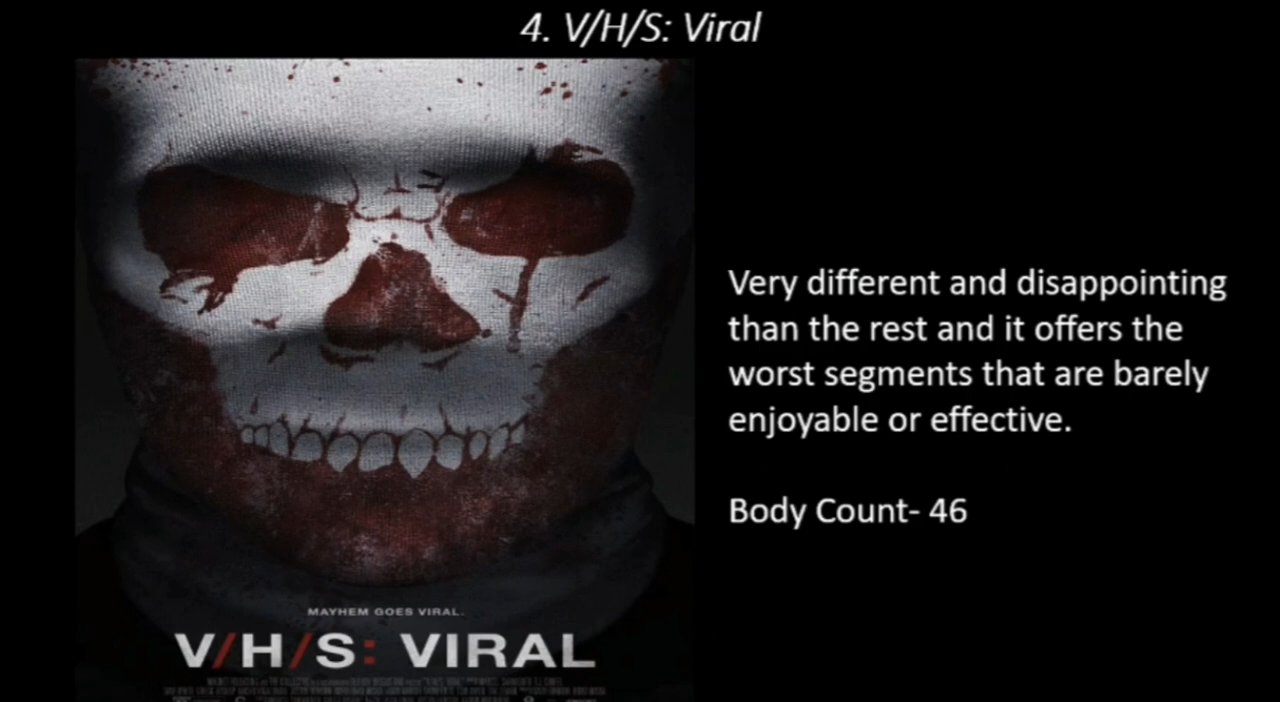 4. V/H/S: Viral
Very different and disappointing
than the rest and it offers the
worst segments that are barely
enjoyable or effective.
Body Count- 46
MAYHEM GOES VIRAL.
V/H/S: VIRAL